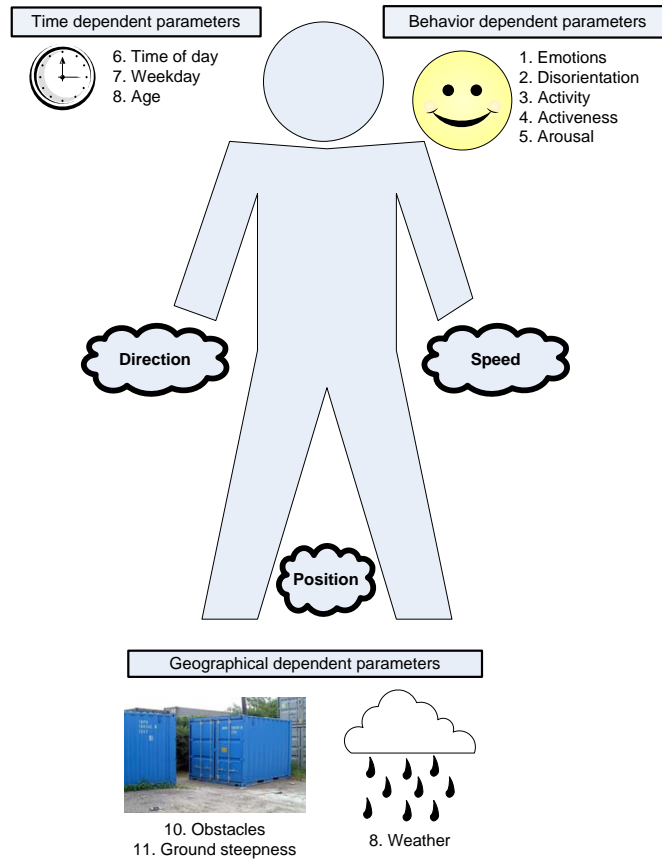 Time dependent parameters
6. Time of day
7. Weekday
8. Age
Behavior dependent parameters
1. Emotions
2. Disorientation
3. Activity
4. Activeness
5. Arousal
Direction
Speed
Position
Geographical dependent parameters
10. Obstacles
11. Ground steepness
8. Weather